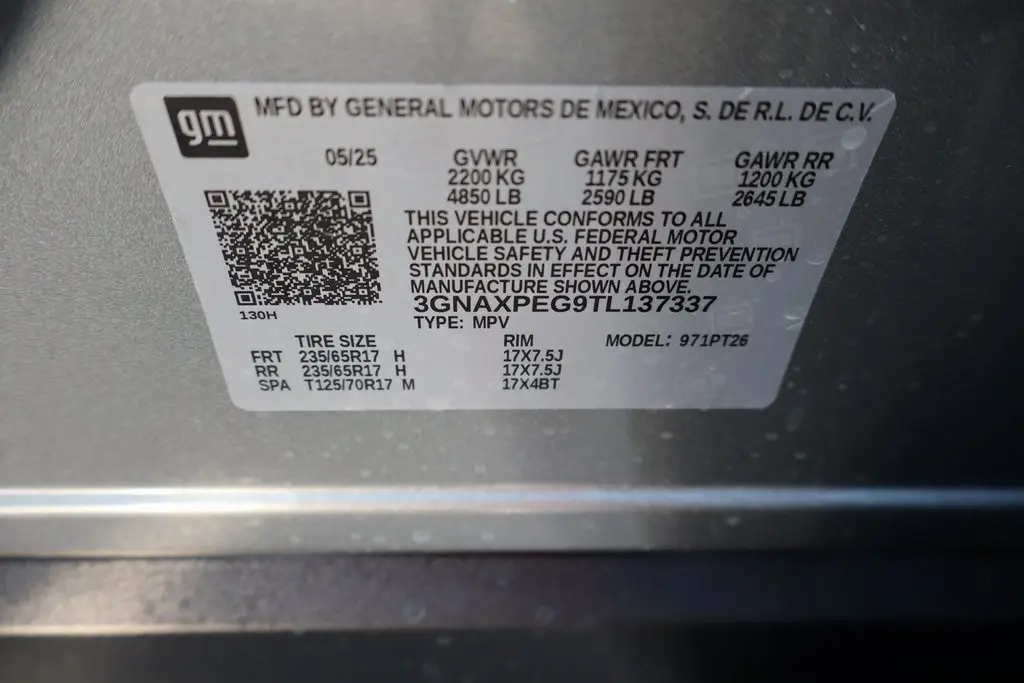 gm MFD BY GENERAL MOTORS DE MEXICO, S. DE R.L. DE C.V.
05/25 GVWR GAWR FRT GAWR RR
2200 KG 1175 KG 1200 KG
4850 LB 2590 LB 2645 LB
THIS VEHICLE CONFORMS TO ALL
APPLICABLE U.S. FEDERAL MOTOR
VEHICLE SAFETY AND THEFT PREVENTION
STANDARDS IN EFFECT ON THE DATE OF
MANUFACTURE SHOWN ABOVE.
3GNAXPEG9TL137337
130H
TYPE: MPV
TIRE SIZE RIM MODEL: 971PT26
FRT 235/65R17 H 17X7.5J
RR 235/65R17 H 17X7.5J
SPA T125/70R17 M 17X4BT